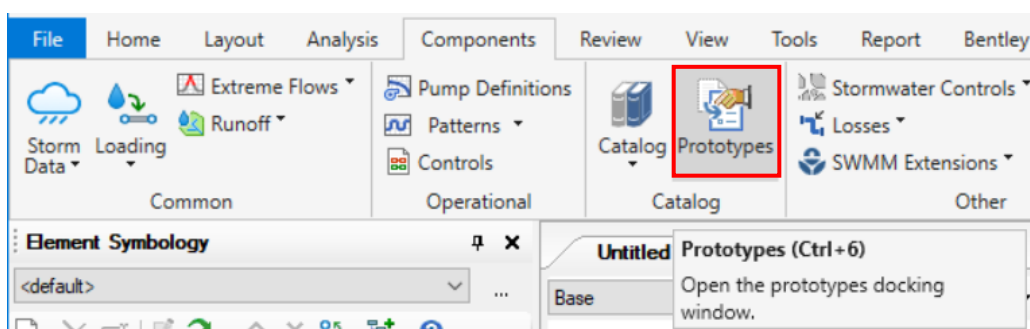 File Home Layout Analysis Components Review View Tools Report Bentley
Extreme Flows
Runoff
Storm Data
Loading
Common
Pump Definitions
Patterns
Controls
Operational
Catalog
Prototypes
Catalog
Stormwater Controls
Losses
SWMM Extensions
Other
Element Symbology
<default>
...
Untitled
Base
Prototypes (Ctrl+6)
Open the prototypes docking
window.